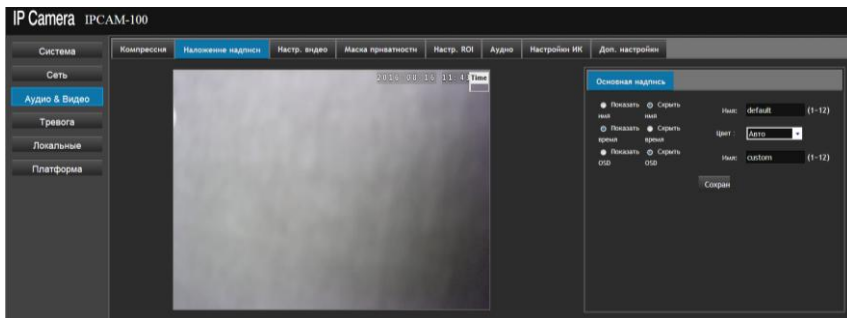 IP Camera IPCAM-100
Система
Сеть
Аудио & Видео
Тревога
Локальные
Платформа
Компрессия Наложение надписи Настр. видео Маска приватности Настр. ROI Аудио Настройки ИК Доп. настройки
Time
Основная надпись
Показать имя Скрыть имя Имя: default (1-12)
Показать время Скрыть время Цвет : Авто
Показать OSD Скрыть OSD Имя: custom (1-12)
Сохран